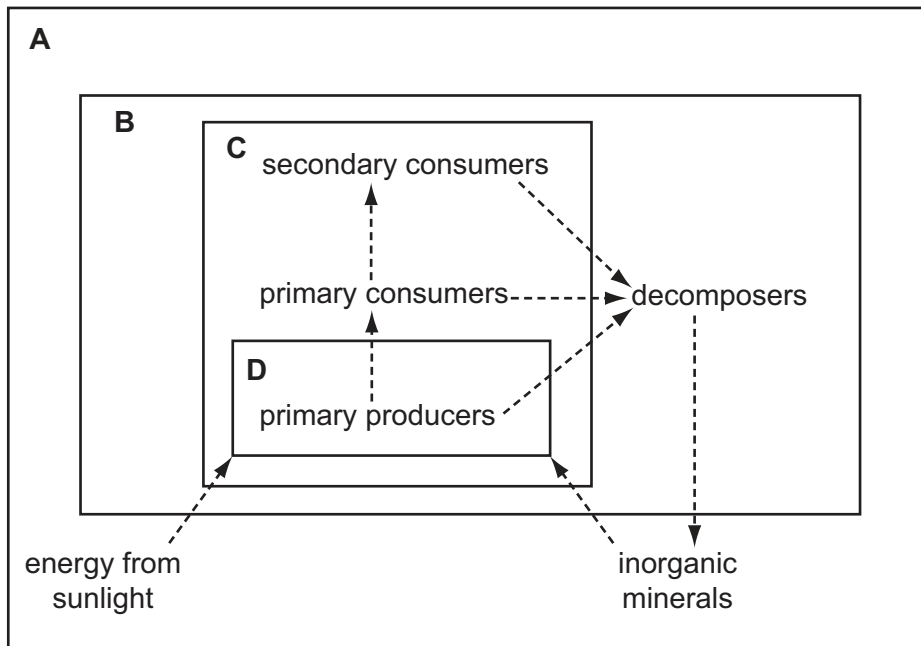 A
B
C
secondary consumers
primary consumers
decomposers
D
primary producers
energy from
sunlight
inorganic
minerals